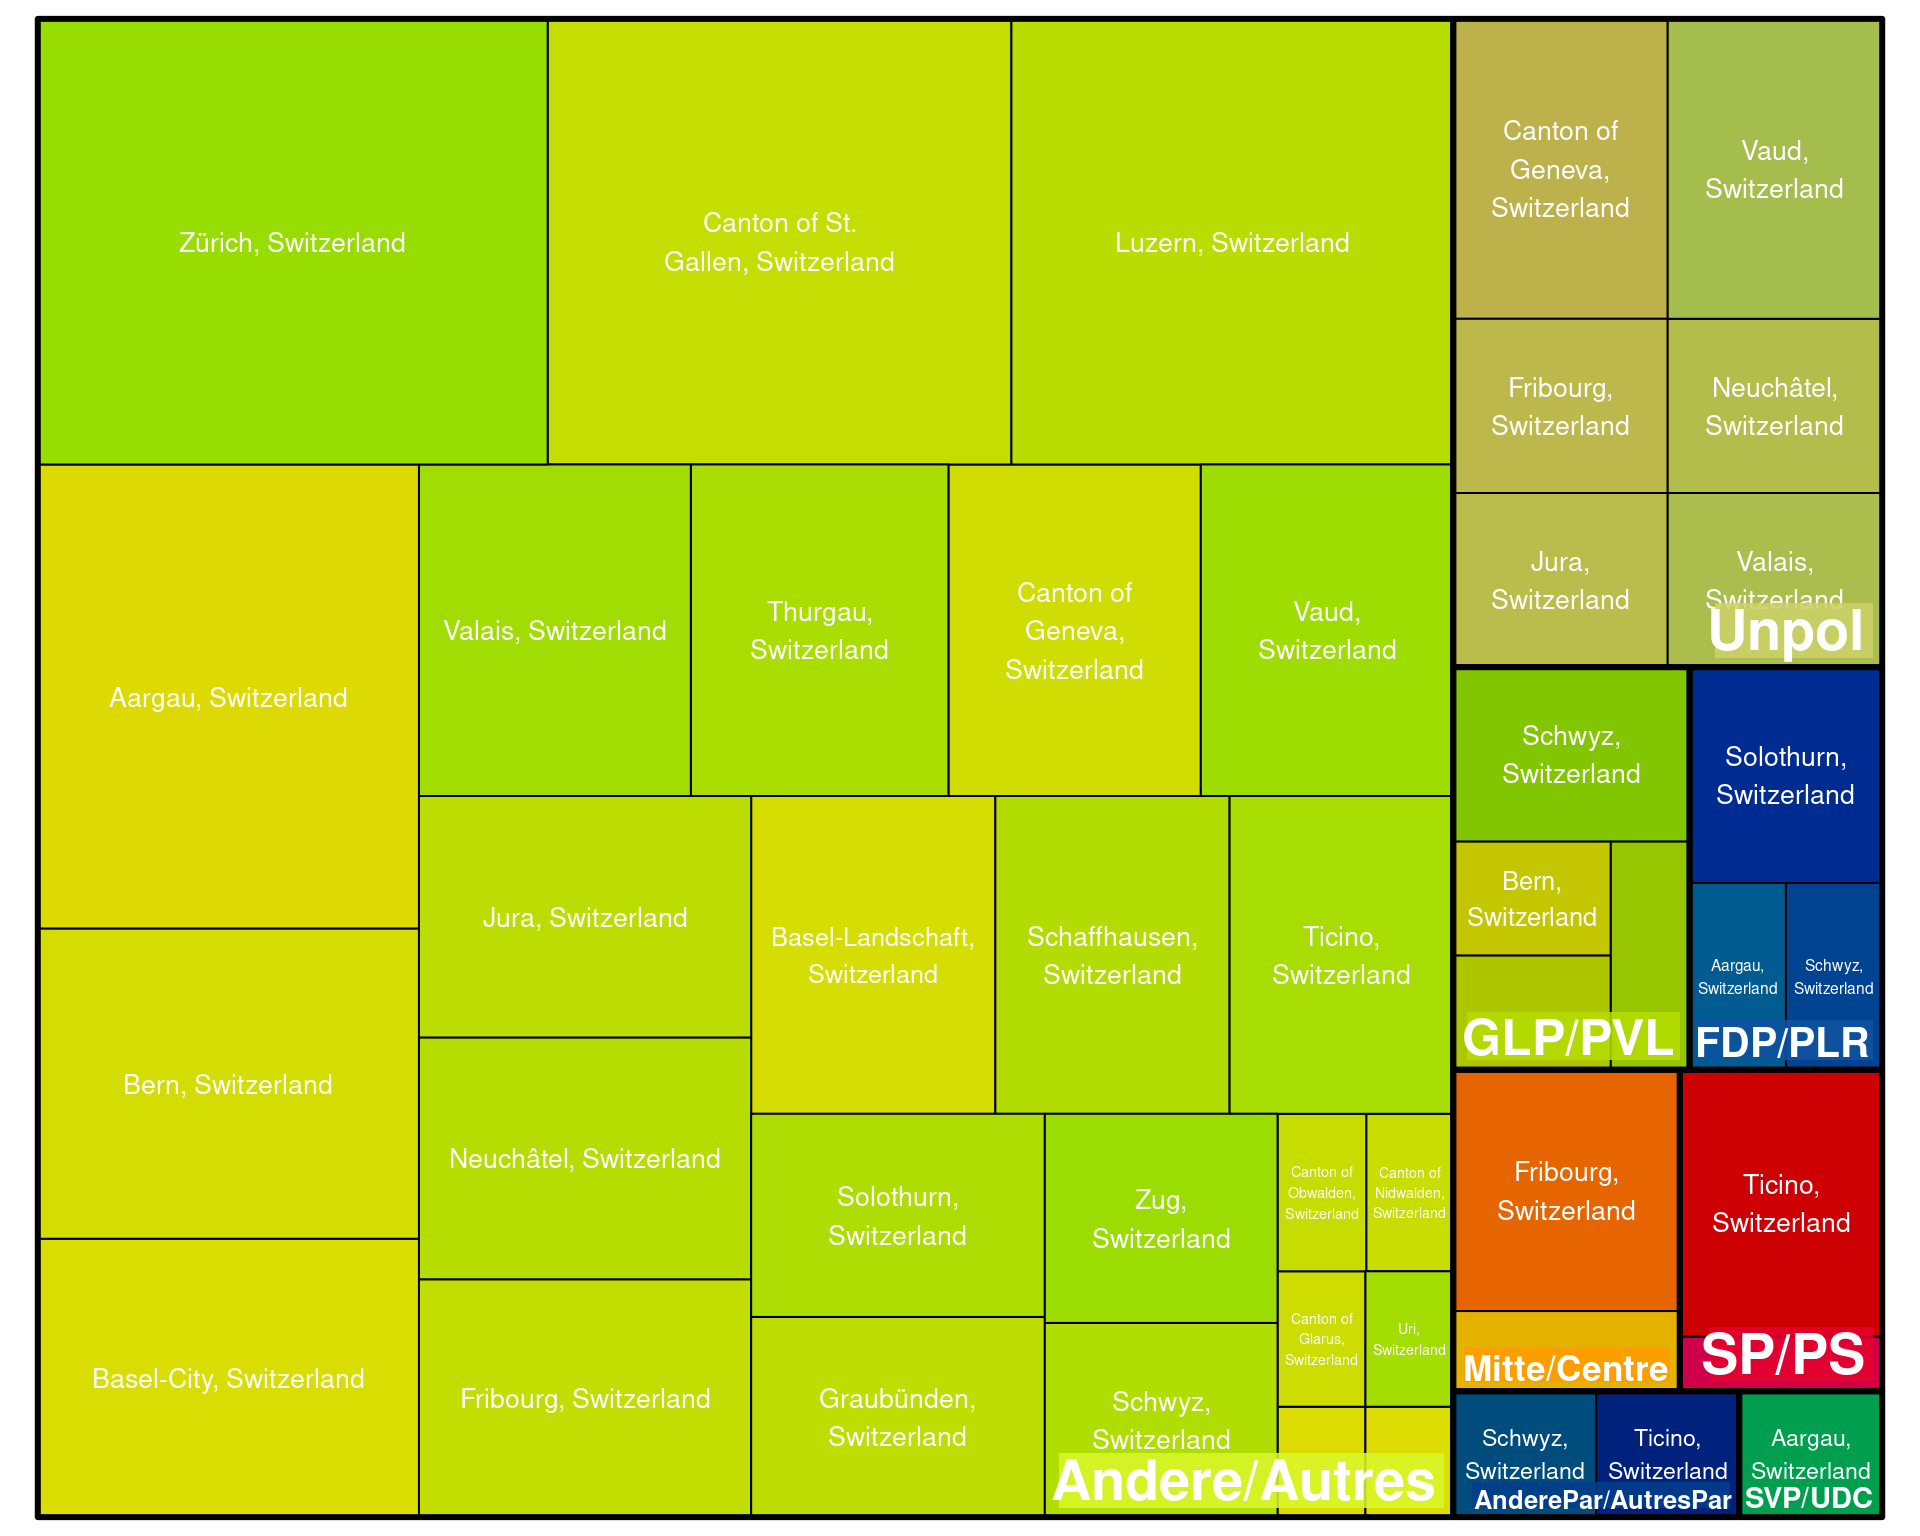 Zürich, Switzerland
Canton of St.
Gallen, Switzerland
Luzern, Switzerland
Aargau, Switzerland
Valais, Switzerland
Thurgau,
Switzerland
Canton of
Geneva,
Switzerland
Vaud,
Switzerland
Bern, Switzerland
Basel-City, Switzerland
Jura, Switzerland
Basel-Landschaft,
Switzerland
Schaffhausen,
Switzerland
Ticino,
Switzerland
Neuchâtel, Switzerland
Fribourg, Switzerland
Solothurn,
Switzerland
Zug,
Switzerland
Canton of
Obwalden,
Switzerland
Canton of
Nidwalden,
Switzerland
Canton of
Glarus,
Switzerland
Uri,
Switzerland
Graubünden,
Switzerland
Schwyz,
Switzerland
Andere/Autres
Canton of
Geneva,
Switzerland
Vaud,
Switzerland
Fribourg,
Switzerland
Neuchâtel,
Switzerland
Jura,
Switzerland
Valais,
Switzerland
Unpol
Schwyz,
Switzerland
Bern,
Switzerland
GLP/PVL
Solothurn,
Switzerland
Aargau,
Switzerland
Schwyz,
Switzerland
FDP/PLR
Fribourg,
Switzerland
Mitte/Centre
Ticino,
Switzerland
SP/PS
Schwyz,
Switzerland
Ticino,
Switzerland
AnderePar/AutresPar
Aargau,
Switzerland
SVP/UDC